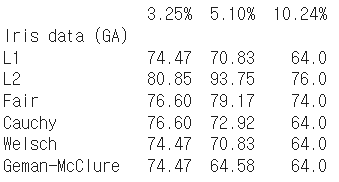 3.25% 5.10% 10.24%
Iris data (GA)
L1 74.47 70.83 64.0
L2 80.85 93.75 76.0
Fair 76.60 79.17 74.0
Cauchy 76.60 72.92 64.0
Welsch 74.47 70.83 64.0
Geman-McClure 74.47 64.58 64.0